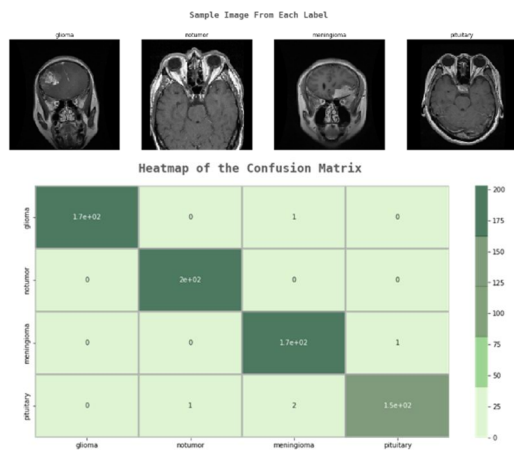 Sample Image From Each Label
glioma notumor meningioma pituitary
Heatmap of the Confusion Matrix
glioma 1.7e+02 0 1 0
notumor 0 2e+02 0 0
meningioma 0 0 1.7e+02 1
pituitary 0 1 2 1.5e+02
glioma notumor meningioma pituitary
200
175
150
125
100
75
50
25
0